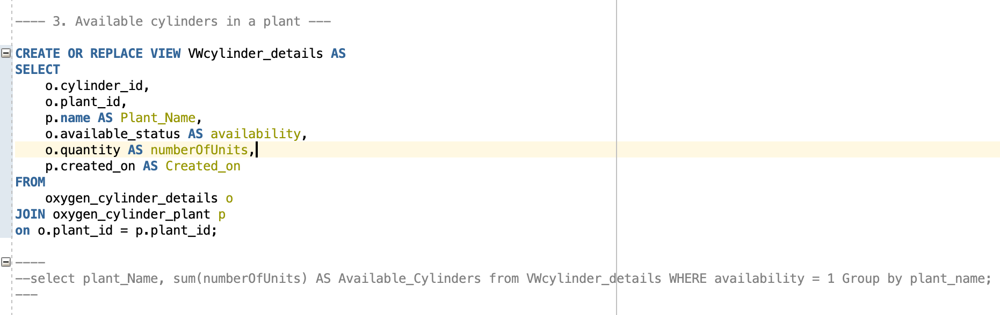 ---- 3. Available cylinders in a plant ---
CREATE OR REPLACE VIEW VWcylinder_details AS
SELECT
    o.cylinder_id,
    o.plant_id,
    p.name AS Plant_Name,
    o.available_status AS availability,
    o.quantity AS numberOfUnits,
    p.created_on AS Created_on
FROM
    oxygen_cylinder_details o
JOIN oxygen_cylinder_plant p
on o.plant_id = p.plant_id;
----
--select plant_Name, sum(numberOfUnits) AS Available_Cylinders from VWcylinder_details WHERE availability = 1 Group by plant_name;
---